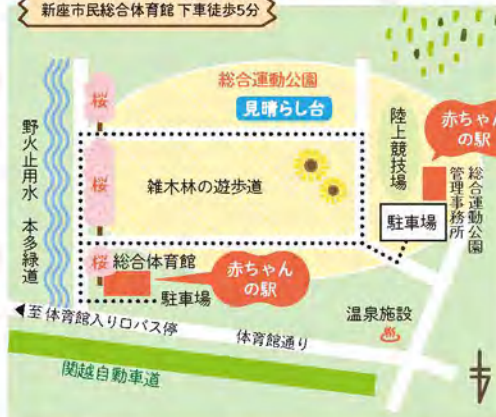 新座市民総合体育館 下車徒歩5分
総合運動公園
見晴らし台
桜
野火止用水 本多緑道
桜
雑木林の遊歩道
陸上競技場
赤ちゃん
の駅
総合運動公園
管理事務所
駐車場
桜
総合体育館
赤ちゃん
の駅
駐車場
温泉施設
◀至 体育館入り口バス停
体育館通り
関越自動車道